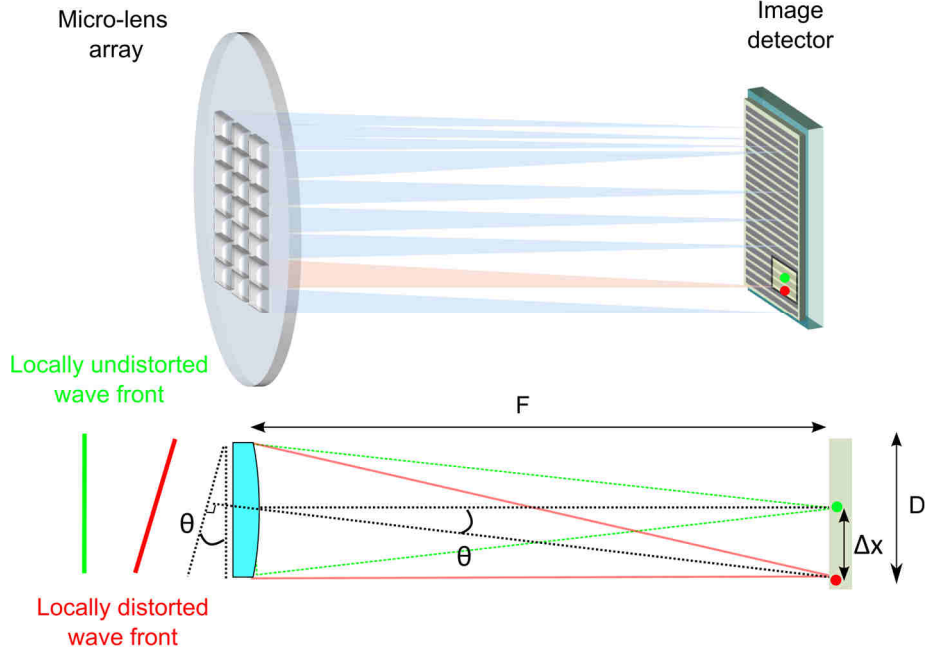 Micro-lens
array
Image
detector
Locally undistorted
wave front
F
D
θ
θ
Δx
Locally distorted
wave front